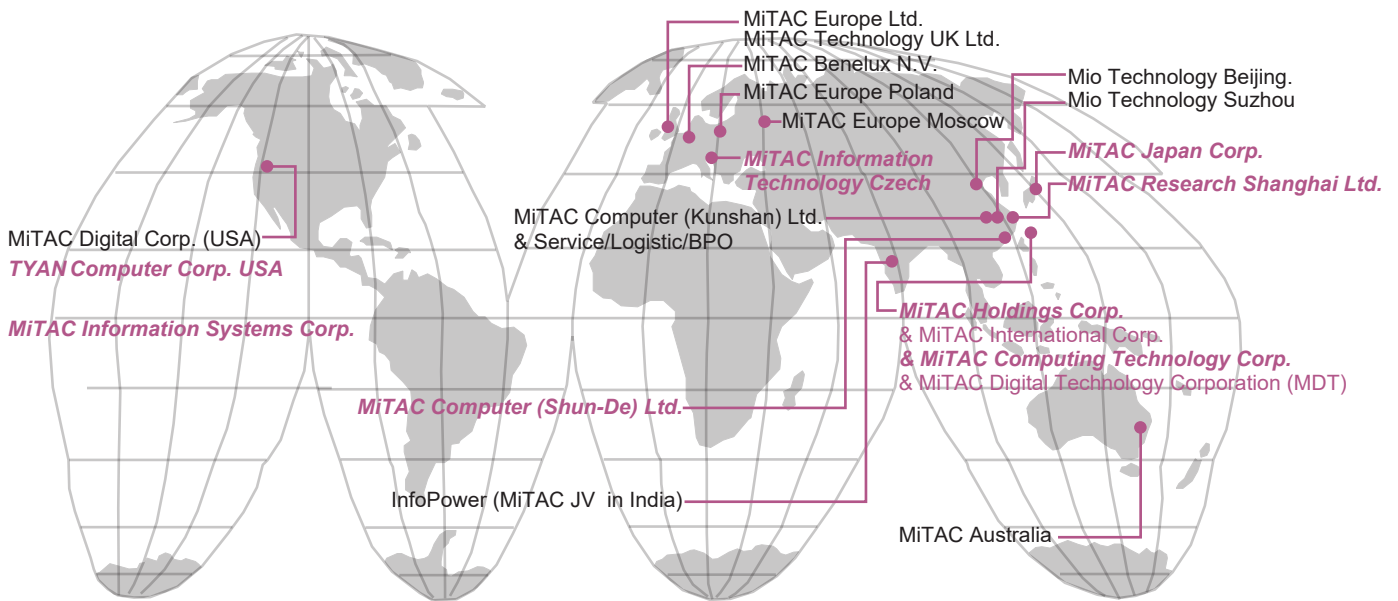 MiTAC Europe Ltd.
MiTAC Technology UK Ltd.
MiTAC Benelux N.V.
MiTAC Europe Poland
MiTAC Europe Moscow
MiTAC Information
Technology Czech
Mio Technology Beijing.
Mio Technology Suzhou
MiTAC Japan Corp.
MiTAC Research Shanghai Ltd.
MiTAC Computer (Kunshan) Ltd.
& Service/Logistic/BPO
MiTAC Digital Corp. (USA)
TYAN Computer Corp. USA
MiTAC Information Systems Corp.
MiTAC Holdings Corp.
& MiTAC International Corp.
& MiTAC Computing Technology Corp.
& MiTAC Digital Technology Corporation (MDT)
MiTAC Computer (Shun-De) Ltd.
InfoPower (MiTAC JV in India)
MiTAC Australia